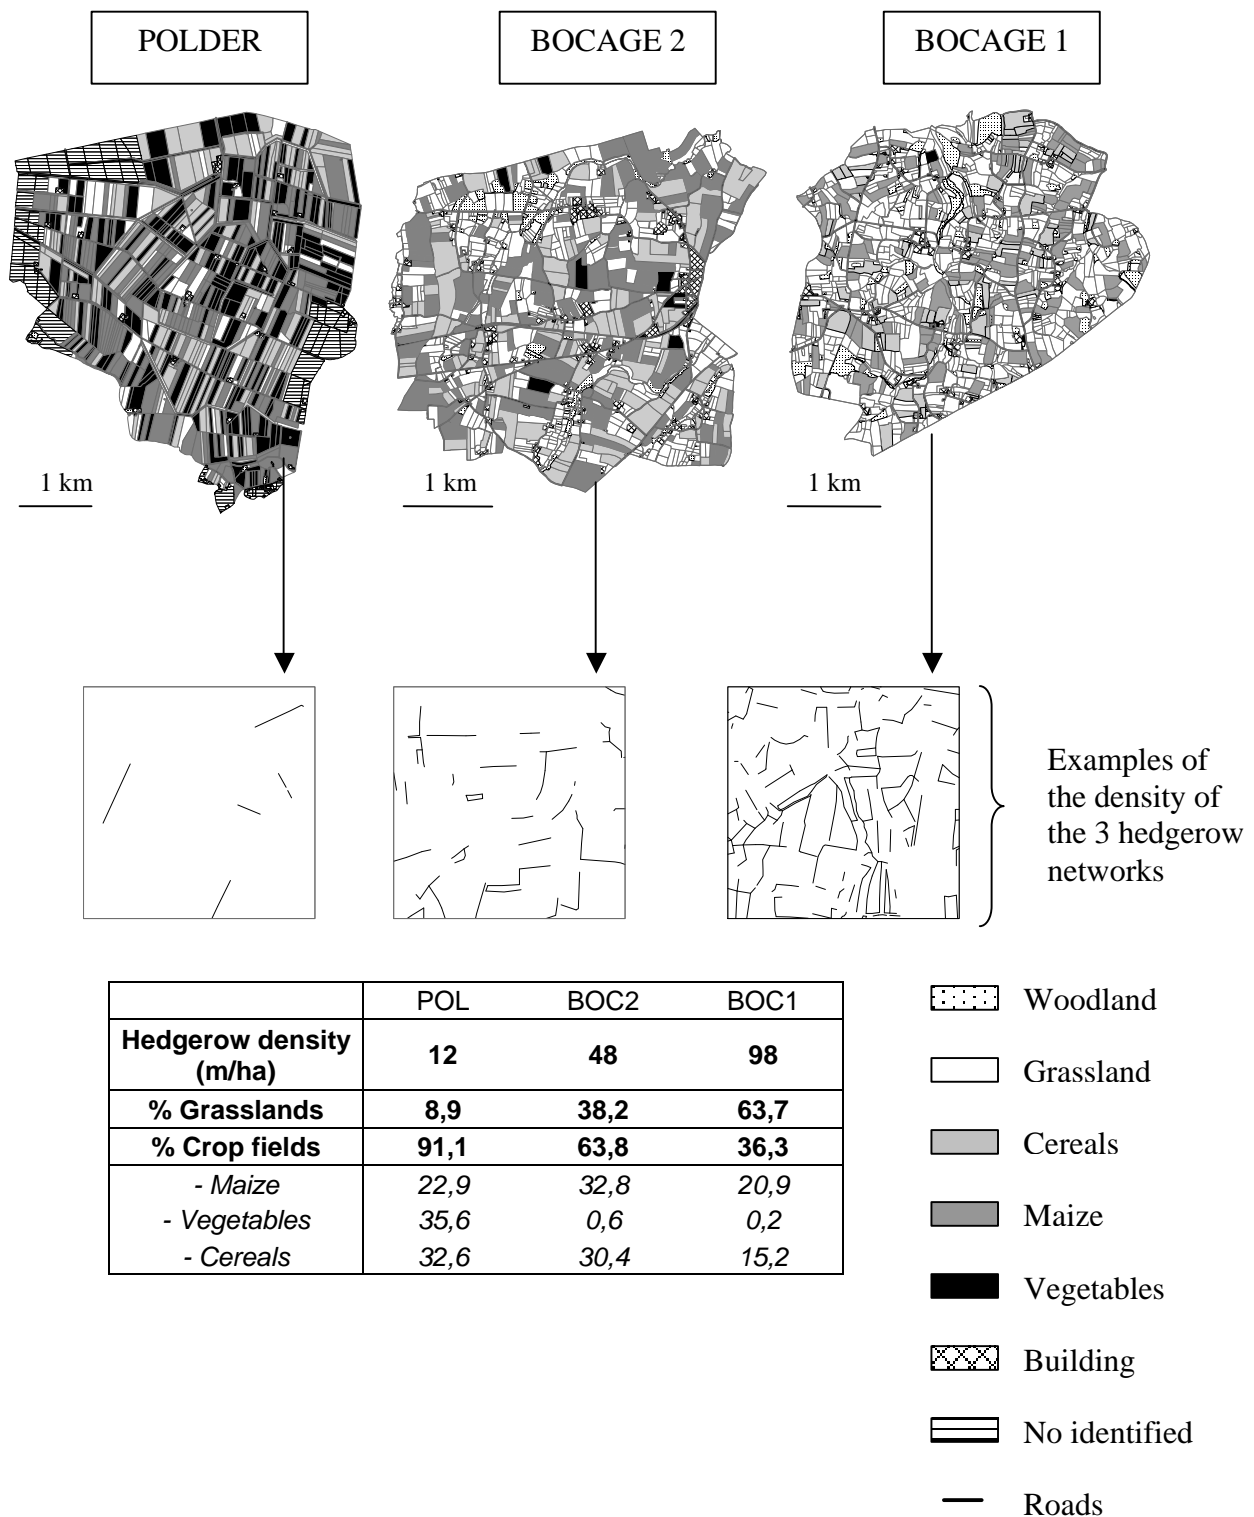 POLDER
BOCAGE 2
BOCAGE 1
1 km
1 km
1 km
Examples of
the density of
the 3 hedgerow
networks
POL BOC2 BOC1
Hedgerow density
(m/ha) 12 48 98
% Grasslands 8,9 38,2 63,7
% Crop fields 91,1 63,8 36,3
- Maize 22,9 32,8 20,9
- Vegetables 35,6 0,6 0,2
- Cereals 32,6 30,4 15,2
Woodland
Grassland
Cereals
Maize
Vegetables
Building
No identified
Roads